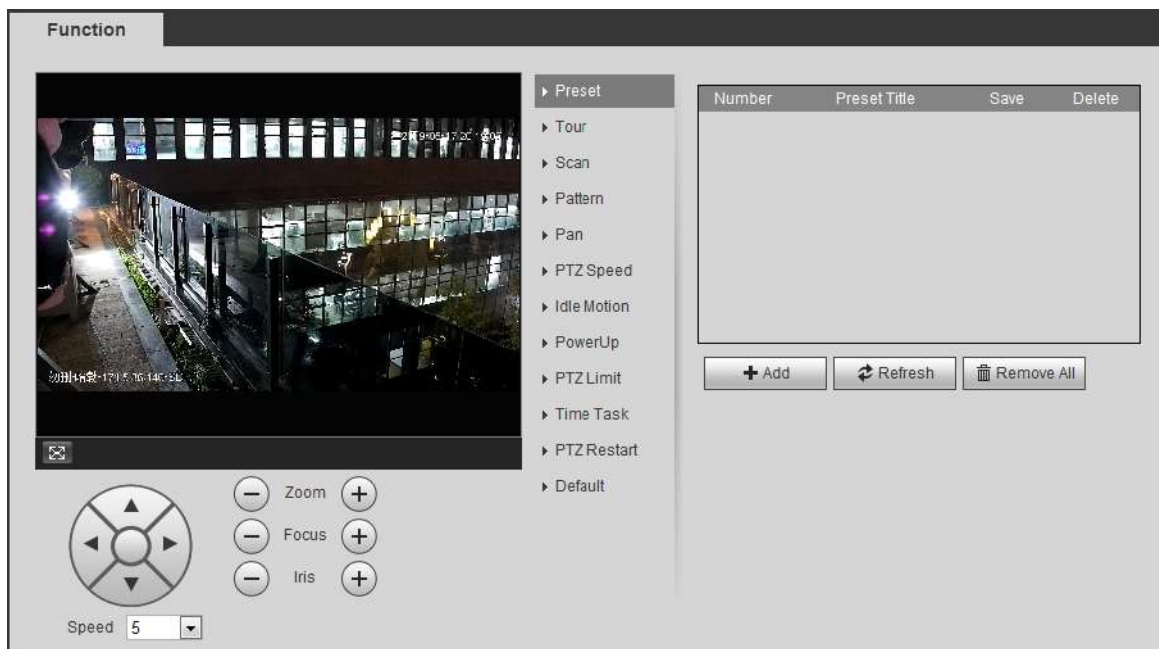 Function
Preset
Tour
Scan
Pattern
Pan
PTZ Speed
Idle Motion
PowerUp
PTZ Limit
Time Task
PTZ Restart
Default
Number Preset Title Save Delete
Add Refresh Remove All
Zoom
Focus
Iris
Speed 5